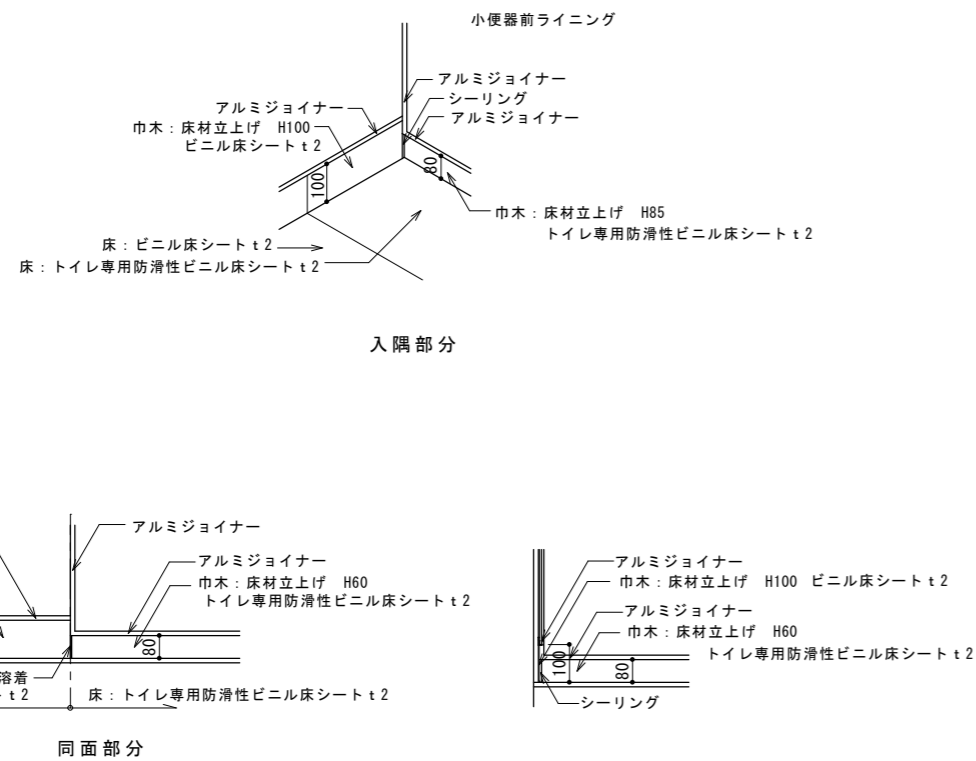 小便器前ライニング
アルミジョイナー
シーリング
アルミジョイナー
アルミジョイナー
巾木：床材立上げ　H100
ビニル床シートｔ2
100
80
巾木：床材立上げ　H85
トイレ専用防滑性ビニル床シートｔ2
床：ビニル床シートｔ2
床：トイレ専用防滑性ビニル床シートｔ2
入隅部分
アルミジョイナー
アルミジョイナー
巾木：床材立上げ　H60
トイレ専用防滑性ビニル床シートｔ2
80
溶着
ｔ2
床：トイレ専用防滑性ビニル床シートｔ2
同面部分
アルミジョイナー
巾木：床材立上げ　H100　ビニル床シートｔ2
アルミジョイナー
巾木：床材立上げ　H60
トイレ専用防滑性ビニル床シートｔ2
100
80
シーリング